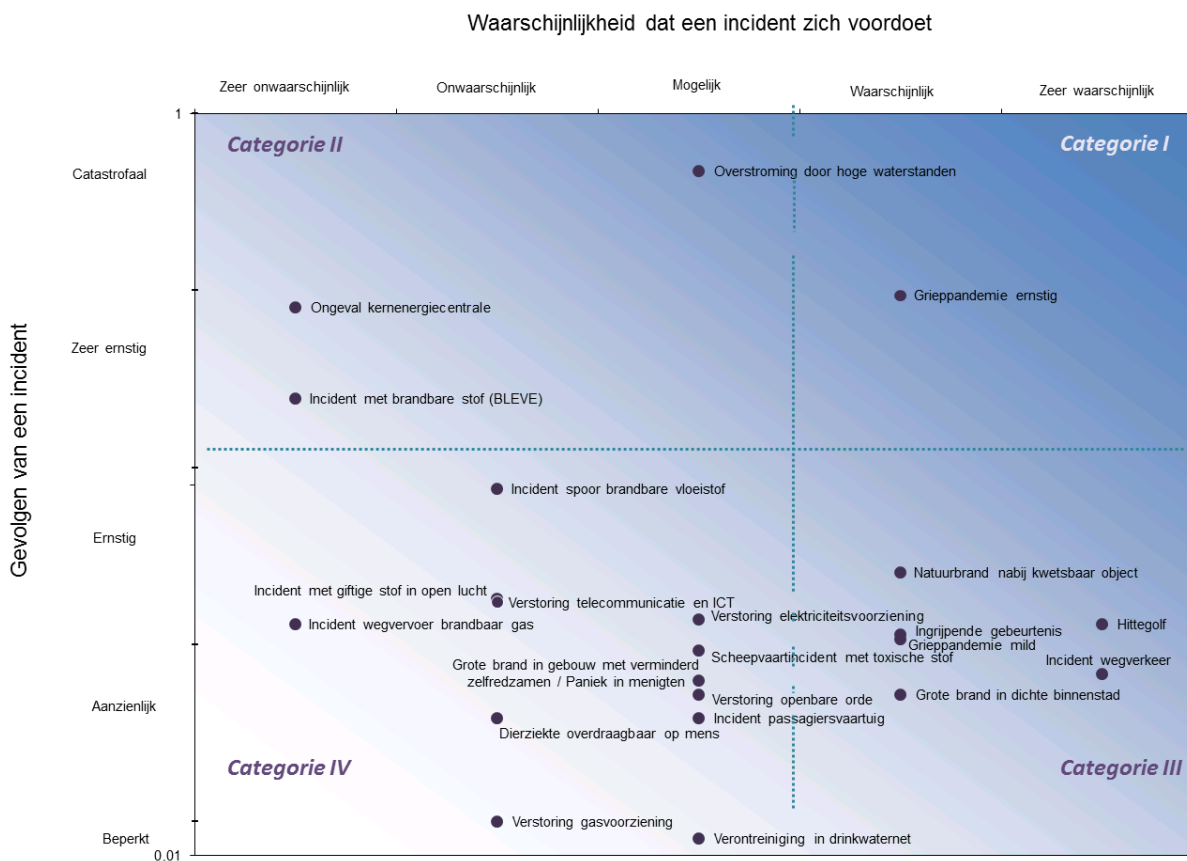 Waarschijnlijkheid dat een incident zich voordoet
Zeer onwaarschijnlijk
Onwaarschijnlijk
Mogelijk
Waarschijnlijk
Zeer waarschijnlijk
1
Categorie II
Categorie I
Catastrofaal
Overstroming door hoge waterstanden
Grieppandemie ernstig
Ongeval kernenergiecentrale
Zeer ernstig
Incident met brandbare stof (BLEVE)
Gevolgen van een incident
Incident spoor brandbare vloeistof
Ernstig
Natuurbrand nabij kwetsbaar object
Incident met giftige stof in open lucht
Verstoring telecommunicatie en ICT
Verstoring elektriciteitsvoorziening
Incident wegvervoer brandbaar gas
Hittegolf
Ingrijpende gebeurtenis
Grieppandemie mild
Scheepvaartincident met toxische stof
Incident wegverkeer
Grote brand in gebouw met verminderd
zelfredzamen / Paniek in menigten
Verstoring openbare orde
Grote brand in dichte binnenstad
Aanzienlijk
Incident passagiersvaartuig
Dierziekte overdraagbaar op mens
Categorie IV
Categorie III
Verstoring gasvoorziening
Beperkt
Verontreiniging in drinkwaternet
0.01